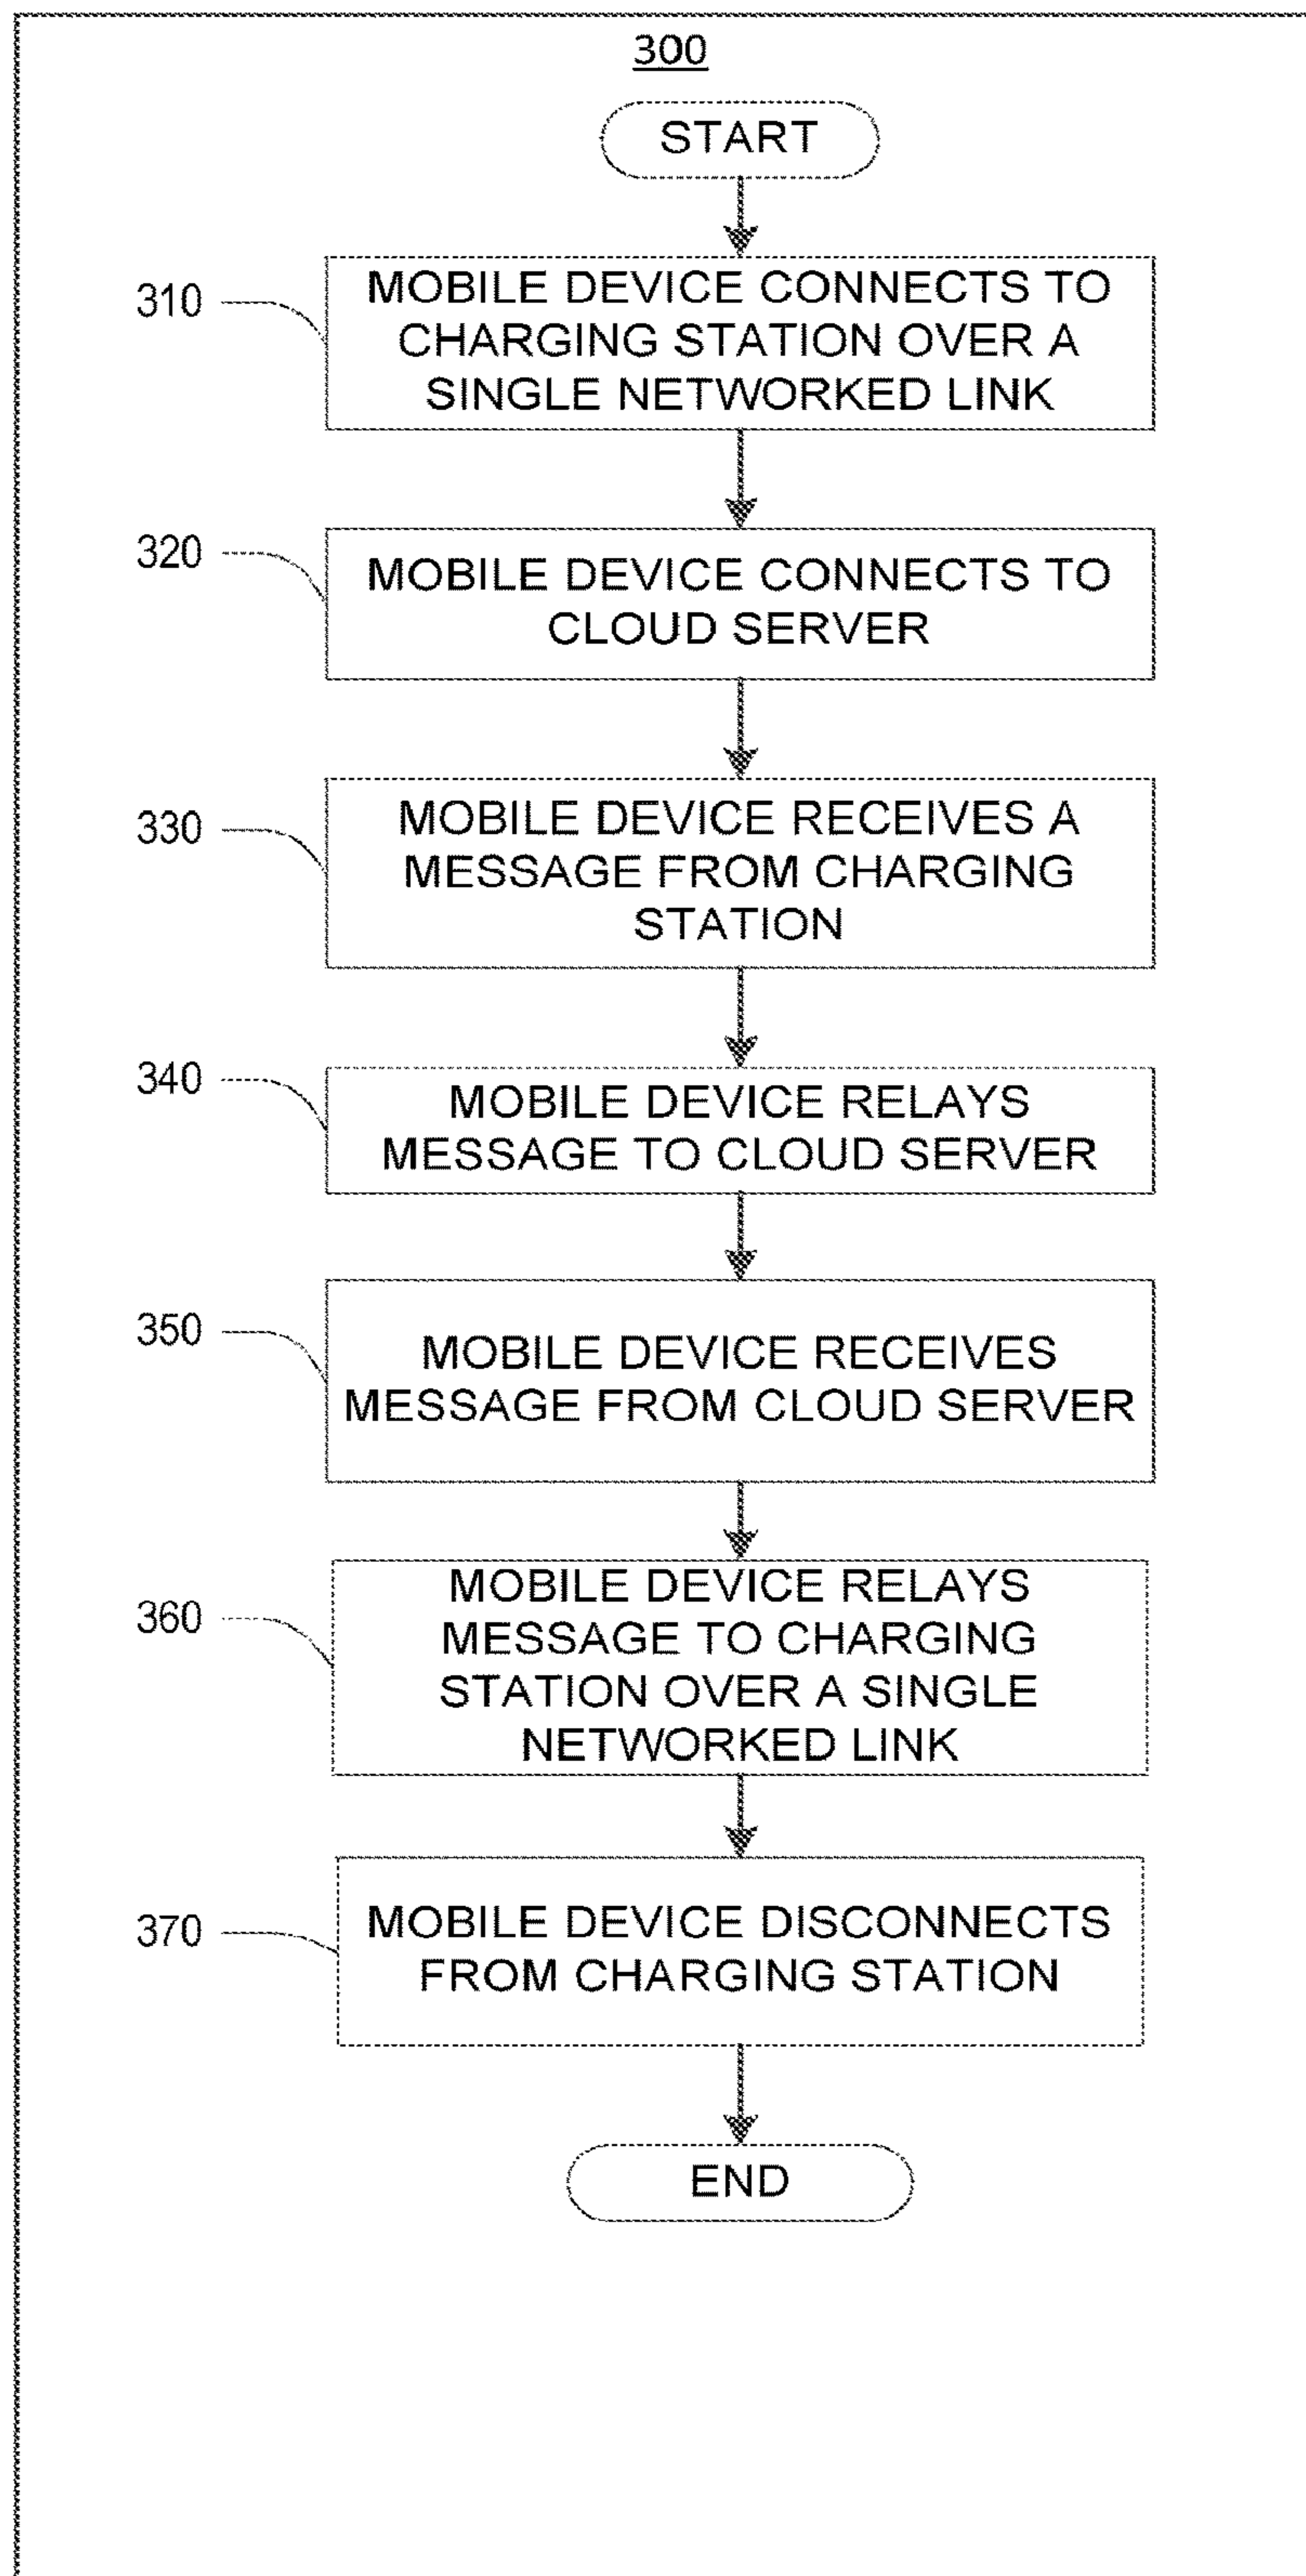 300
START
310
MOBILE DEVICE CONNECTS TO
CHARGING STATION OVER A
SINGLE NETWORKED LINK
320
MOBILE DEVICE CONNECTS TO
CLOUD SERVER
330
MOBILE DEVICE RECEIVES A
MESSAGE FROM CHARGING
STATION
340
MOBILE DEVICE RELAYS
MESSAGE TO CLOUD SERVER
350
MOBILE DEVICE RECEIVES
MESSAGE FROM CLOUD SERVER
360
MOBILE DEVICE RELAYS
MESSAGE TO CHARGING
STATION OVER A SINGLE
NETWORKED LINK
370
MOBILE DEVICE DISCONNECTS
FROM CHARGING STATION
END